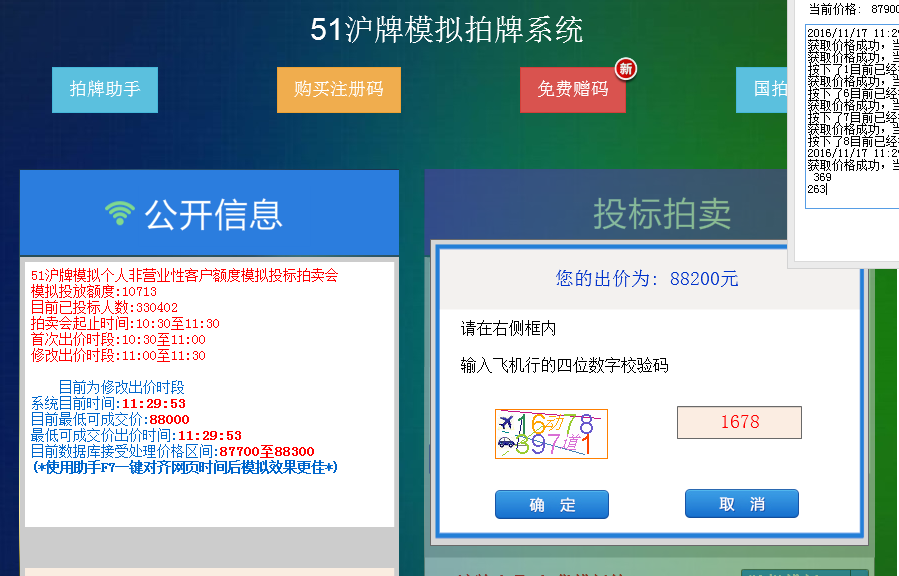 51沪牌模拟拍牌系统
拍牌助手
购买注册码
免费赠码
新
国拍
当前价格: 87900
2016/11/17 11:29
获取价格成功,当
获取价格成功,当
按下了1目前已经
获取价格成功,当
按下了6目前已经
获取价格成功,当
按下了7目前已经
获取价格成功,当
按下了8目前已经
2016/11/17 11:29
获取价格成功,当
369
263
公开信息
51沪牌模拟个人非营业性客户额度模拟投标拍卖会
模拟投放额度:10713
目前已投标人数:330402
拍卖会起止时间:10:30至11:30
首次出价时段:10:30至11:00
修改出价时段:11:00至11:30
目前为修改出价时段
系统目前时间:11:29:53
目前最低可成交价:88000
最低可成交价出价时间:11:29:53
目前数据库接受处理价格区间:87700至88300
(*使用助手F7一键对齐网页时间后模拟效果更佳*)
投标拍卖
您的出价为: 88200元
请在右侧框内
输入飞机行的四位数字校验码
16动78
897道1
1678
确 定
取 消